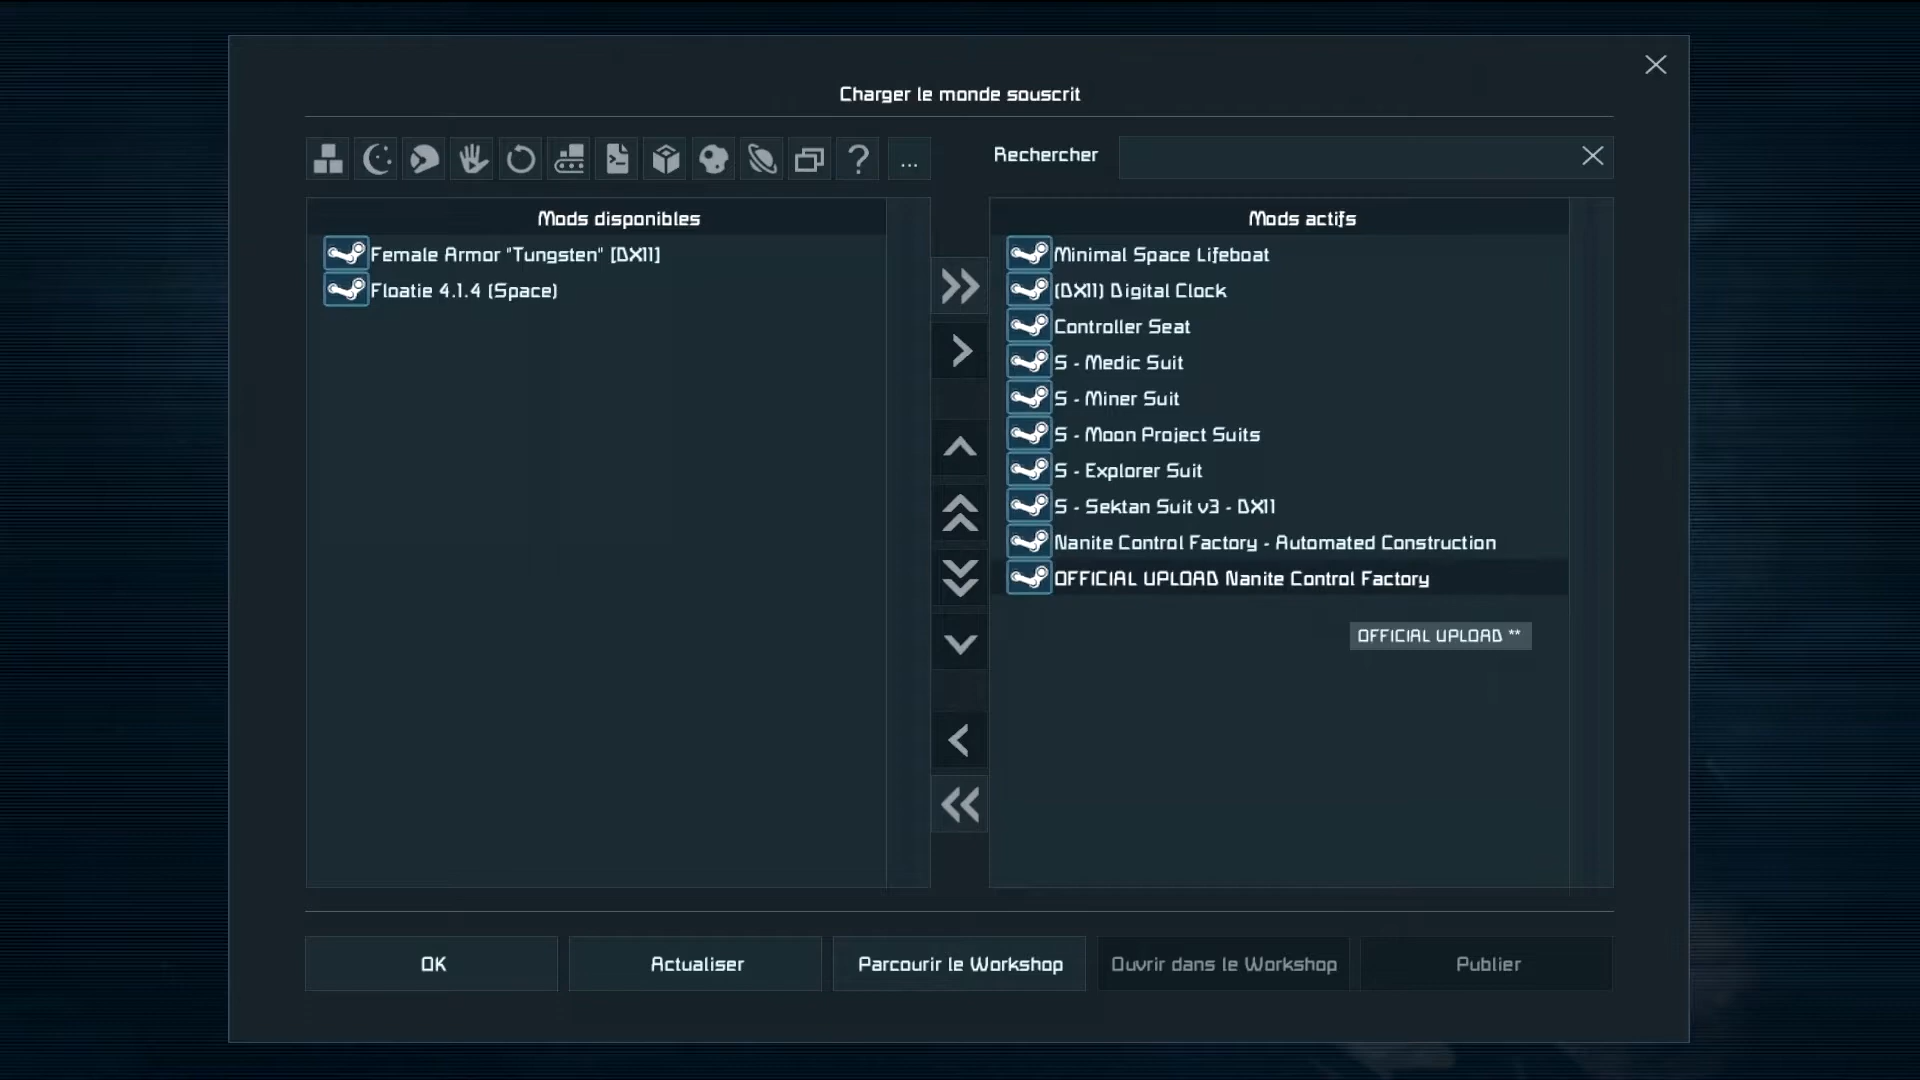 Charger le monde souscrit
...
Rechercher
Mods disponibles
Female Armor "Tungsten" [DX11]
Floatie 4.1.4 (Space)
Mods actifs
Minimal Space Lifeboat
(DX11) Digital Clock
Controller Seat
S - Medic Suit
S - Miner Suit
S - Moon Project Suits
S - Explorer Suit
S - Sektan Suit v3 - DX11
Nanite Control Factory - Automated Construction
OFFICIAL UPLOAD Nanite Control Factory
OFFICIAL UPLOAD **
OK
Actualiser
Parcourir le Workshop
Ouvrir dans le Workshop
Publier